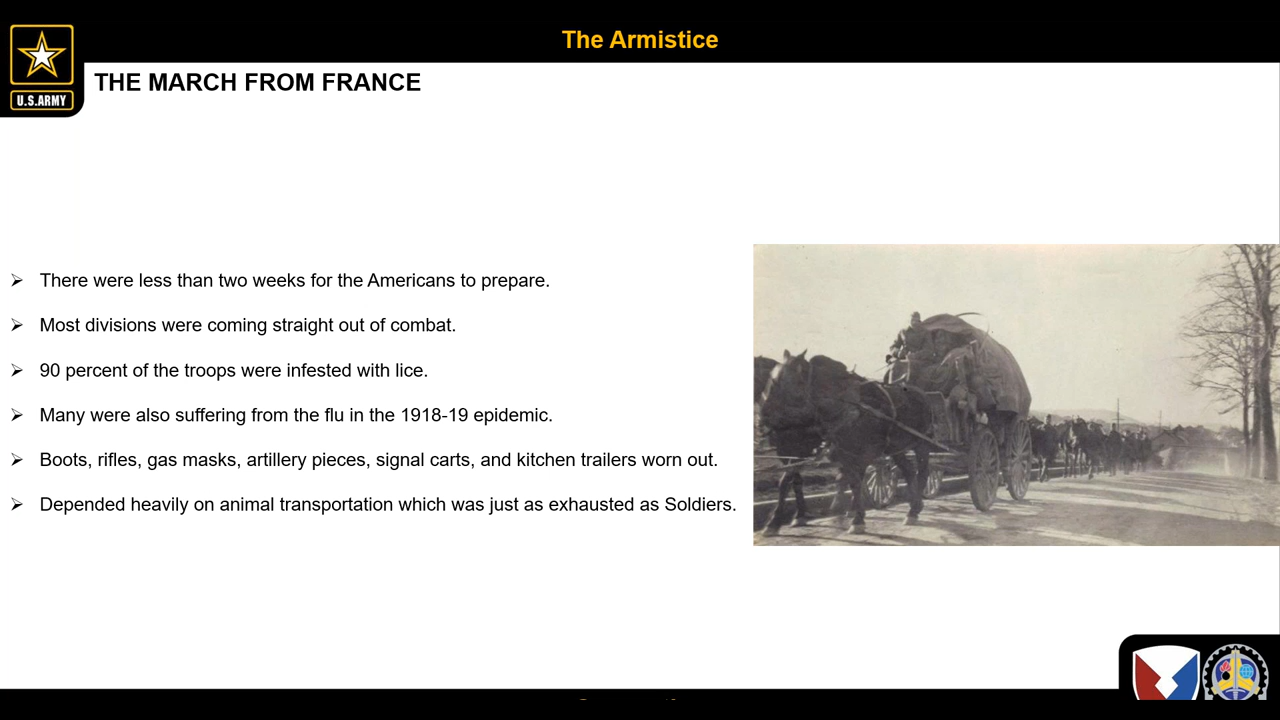 The Armistice
U.S.ARMY
THE MARCH FROM FRANCE
There were less than two weeks for the Americans to prepare.
Most divisions were coming straight out of combat.
90 percent of the troops were infested with lice.
Many were also suffering from the flu in the 1918-19 epidemic.
Boots, rifles, gas masks, artillery pieces, signal carts, and kitchen trailers worn out.
Depended heavily on animal transportation which was just as exhausted as Soldiers.